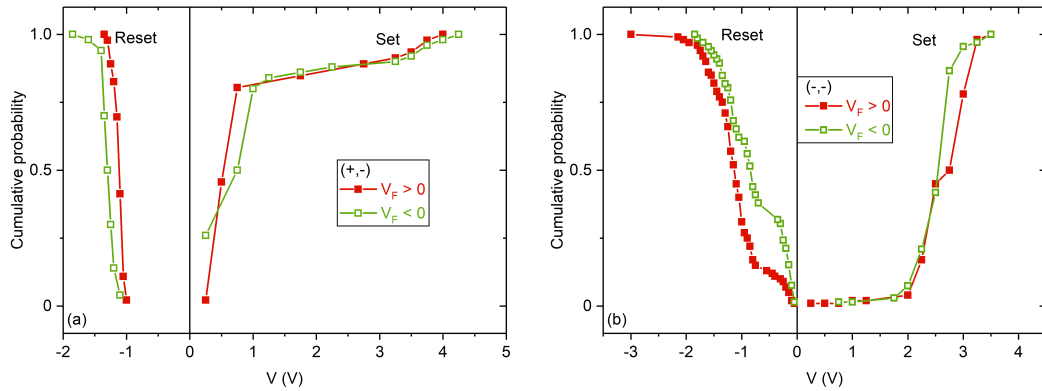 Reset
Set
1.0
0.5
0
Cumulative probability
(+,-)
V_F > 0
V_F < 0
(a)
-2
-1
0
1
2
3
4
5
V (V)
Reset
Set
1.0
0.5
0
Cumulative probability
(-,-)
V_F > 0
V_F < 0
(b)
-3
-2
-1
0
1
2
3
4
V (V)